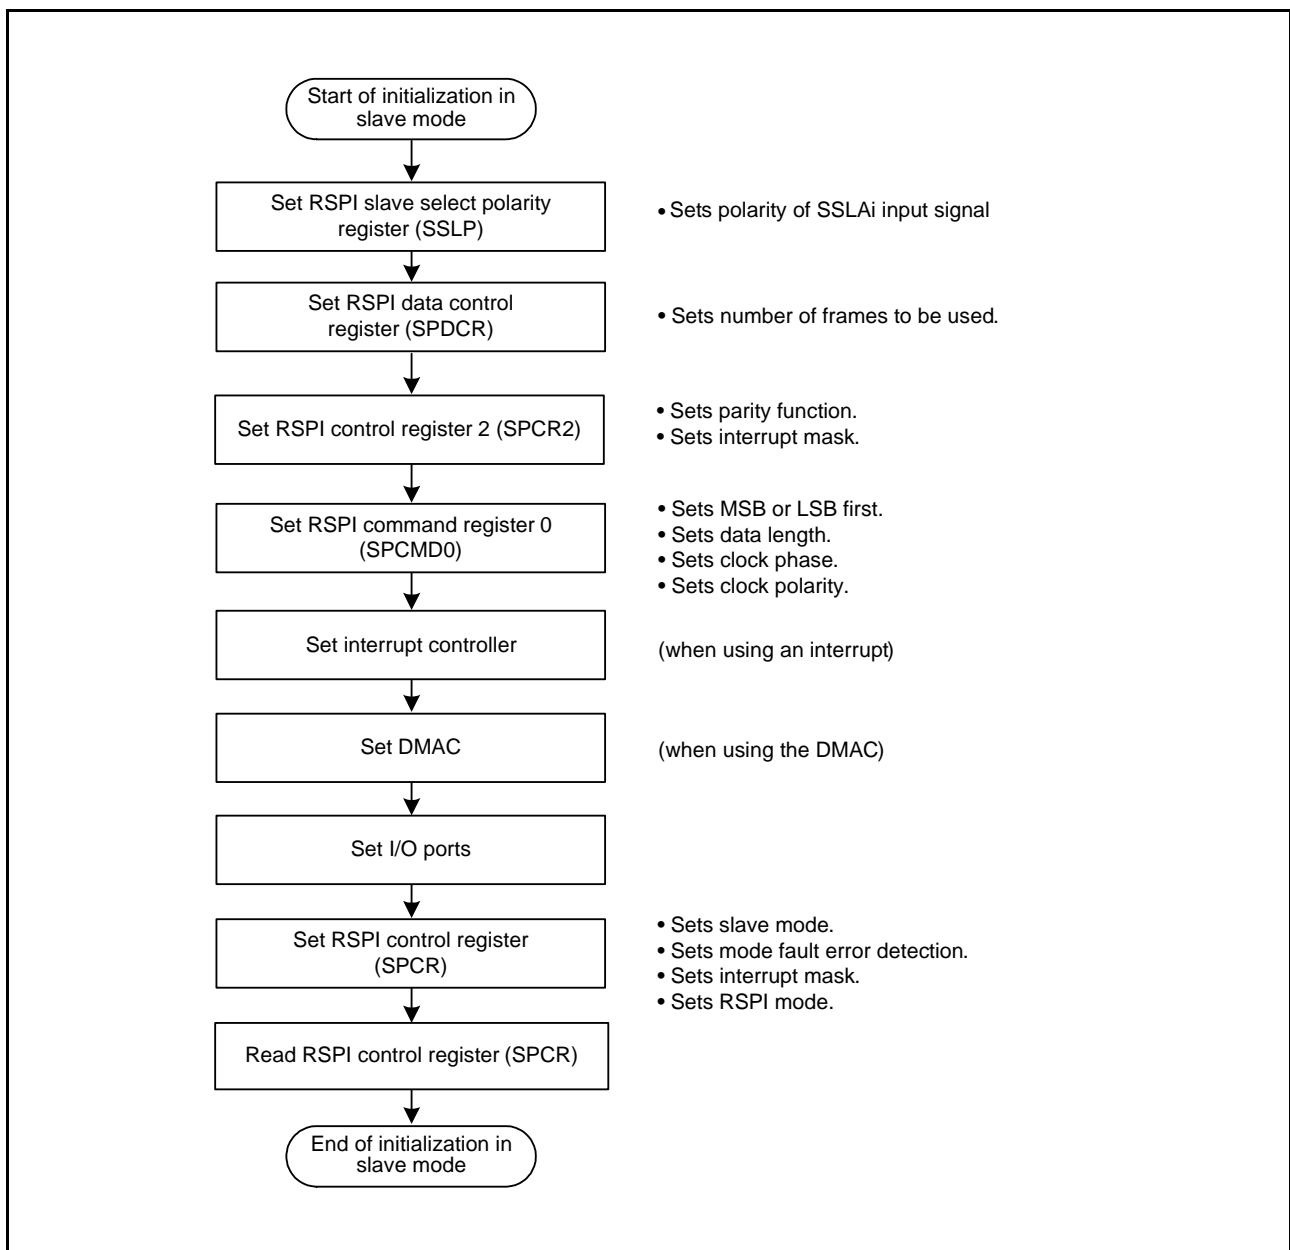 Start of initialization in
slave mode
Set RSPI slave select polarity
register (SSLP)
• Sets polarity of SSLAi input signal
Set RSPI data control
register (SPDCR)
• Sets number of frames to be used.
Set RSPI control register 2 (SPCR2)
• Sets parity function.
• Sets interrupt mask.
Set RSPI command register 0
(SPCMD0)
• Sets MSB or LSB first.
• Sets data length.
• Sets clock phase.
• Sets clock polarity.
Set interrupt controller
(when using an interrupt)
Set DMAC
(when using the DMAC)
Set I/O ports
Set RSPI control register
(SPCR)
• Sets slave mode.
• Sets mode fault error detection.
• Sets interrupt mask.
• Sets RSPI mode.
Read RSPI control register (SPCR)
End of initialization in
slave mode